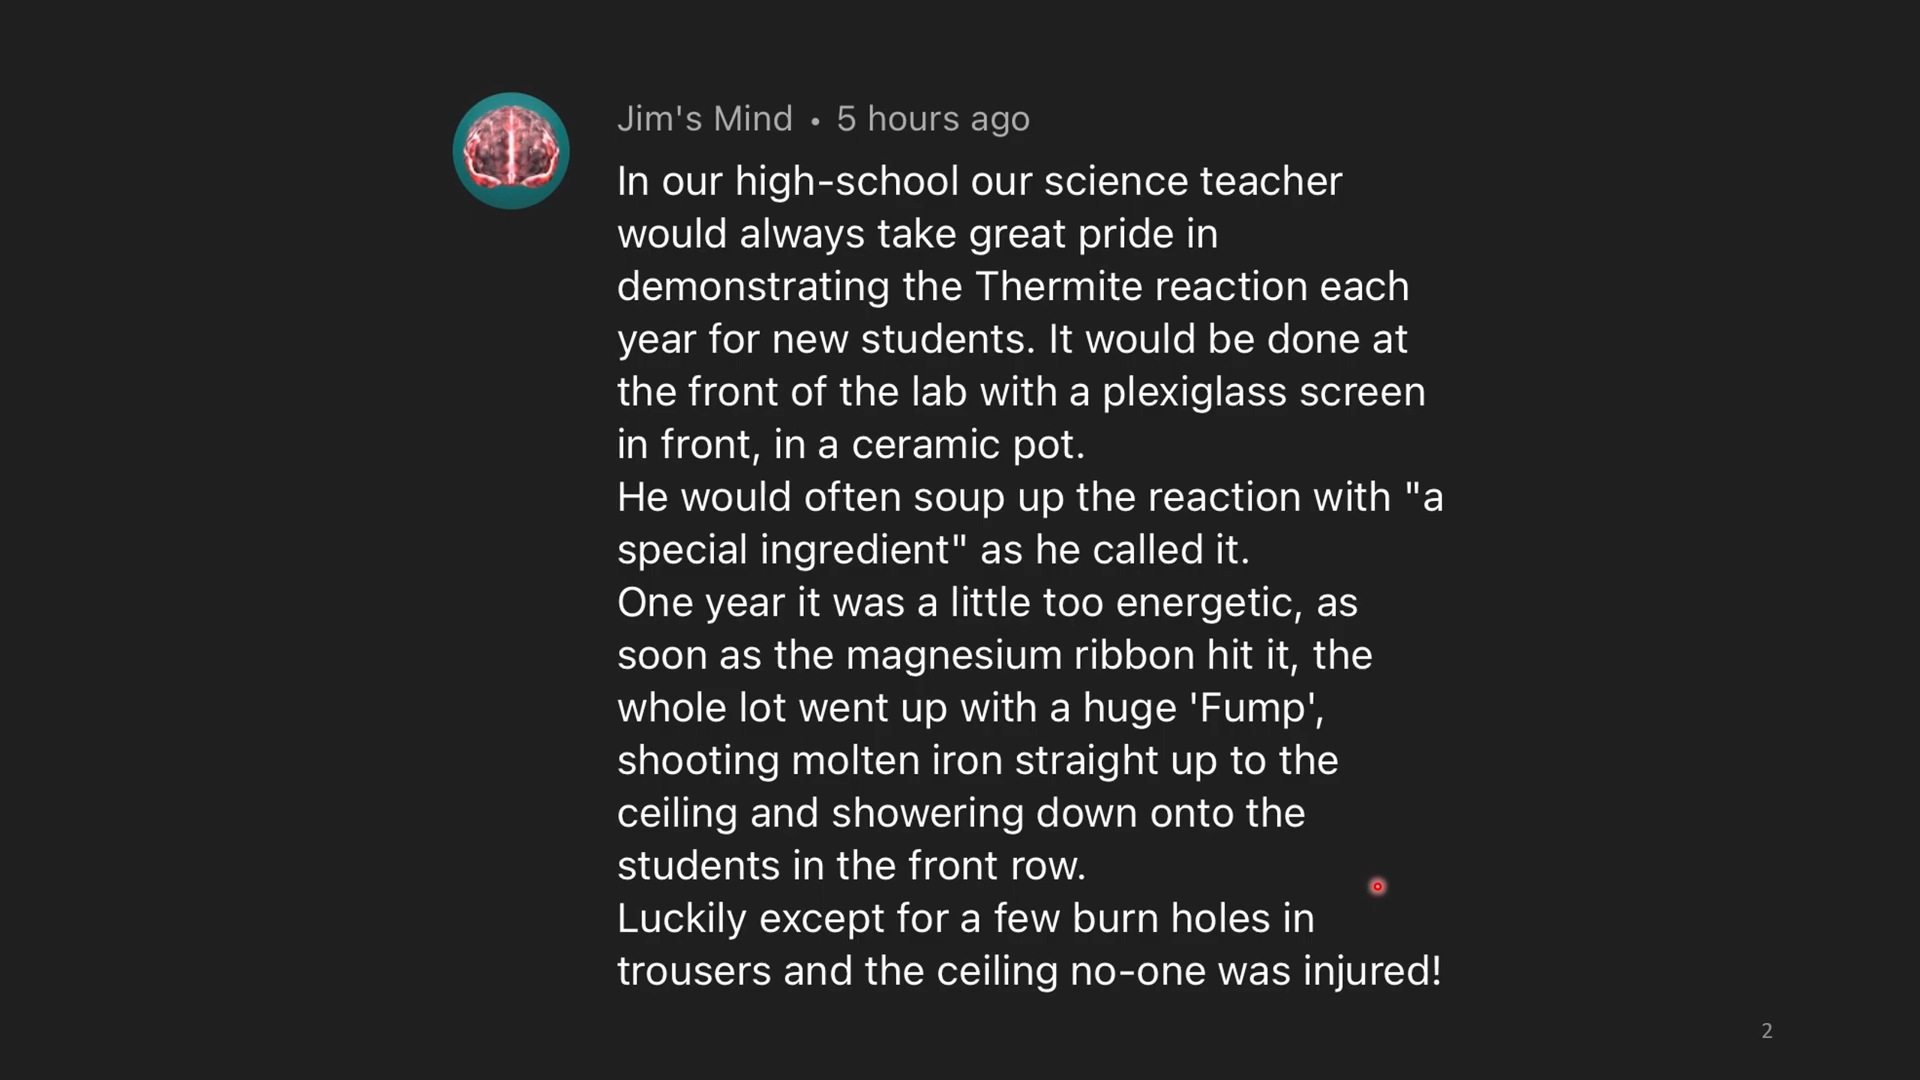 Jim's Mind • 5 hours ago
In our high-school our science teacher
would always take great pride in
demonstrating the Thermite reaction each
year for new students. It would be done at
the front of the lab with a plexiglass screen
in front, in a ceramic pot.
He would often soup up the reaction with "a
special ingredient" as he called it.
One year it was a little too energetic, as
soon as the magnesium ribbon hit it, the
whole lot went up with a huge 'Fump',
shooting molten iron straight up to the
ceiling and showering down onto the
students in the front row.
Luckily except for a few burn holes in
trousers and the ceiling no-one was injured!
2